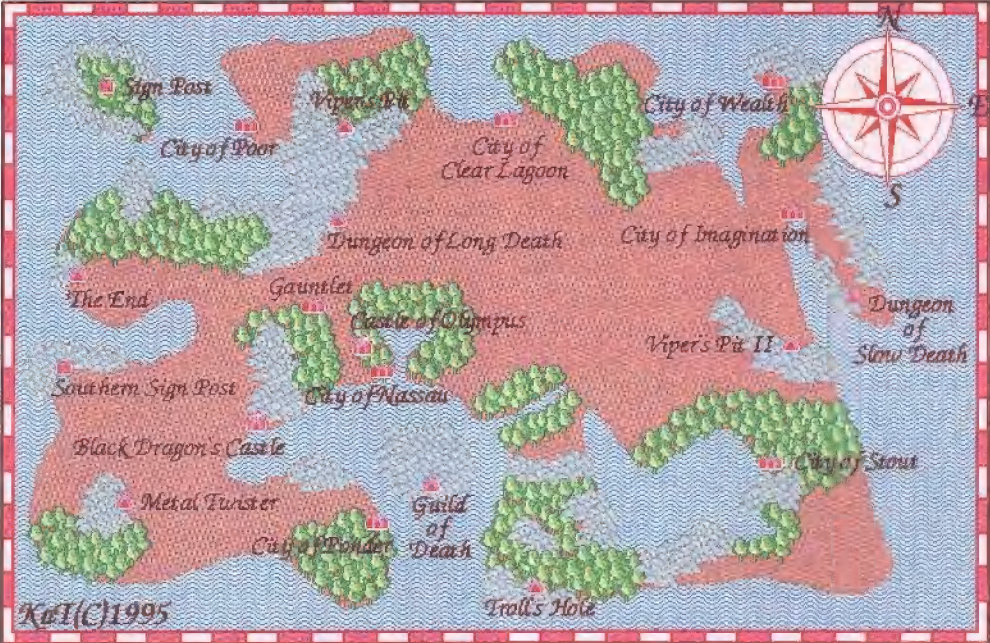 N
Sign Post
Viper's Pit
City of Wealth
E
City of Poor
City of
Clear Lagoon
S
Dungeon of Long Death
City of Imagination
Gauntlet
The End
Dungeon
of
Slow Death
Castle of Olympus
Viper's Pit II
Southern Sign Post
City of Nassau
Black Dragon's Castle
City of Stout
Metal Twister
Guild
of
Death
City of Ponder
Troll's Hole
KaT(C)1995